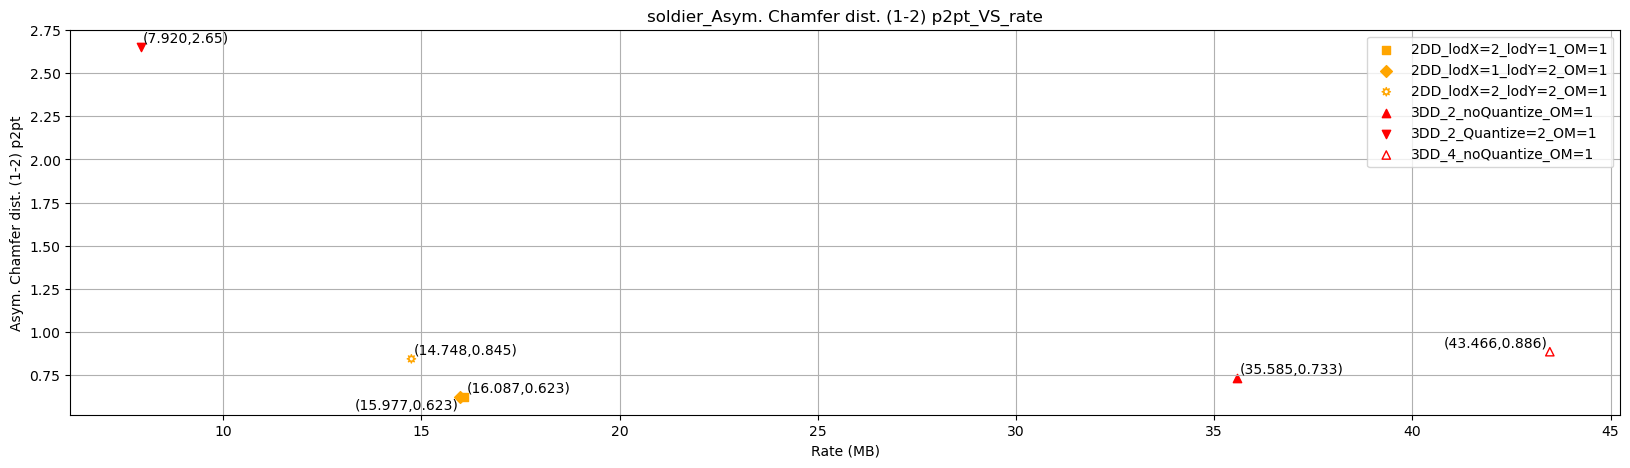 soldier_Asym. Chamfer dist. (1-2) p2pt_VS_rate
2.75
2.50
2.25
2.00
1.75
1.50
1.25
1.00
0.75
Asym. Chamfer dist. (1-2) p2pt
(7.920,2.65)
(14.748,0.845)
(16.087,0.623)
(15.977,0.623)
(35.585,0.733)
(43.466,0.886)
2DD_lodX=2_lodY=1_OM=1
2DD_lodX=1_lodY=2_OM=1
2DD_lodX=2_lodY=2_OM=1
3DD_2_noQuantize_OM=1
3DD_2_Quantize=2_OM=1
3DD_4_noQuantize_OM=1
10
15
20
25
30
35
40
45
Rate (MB)